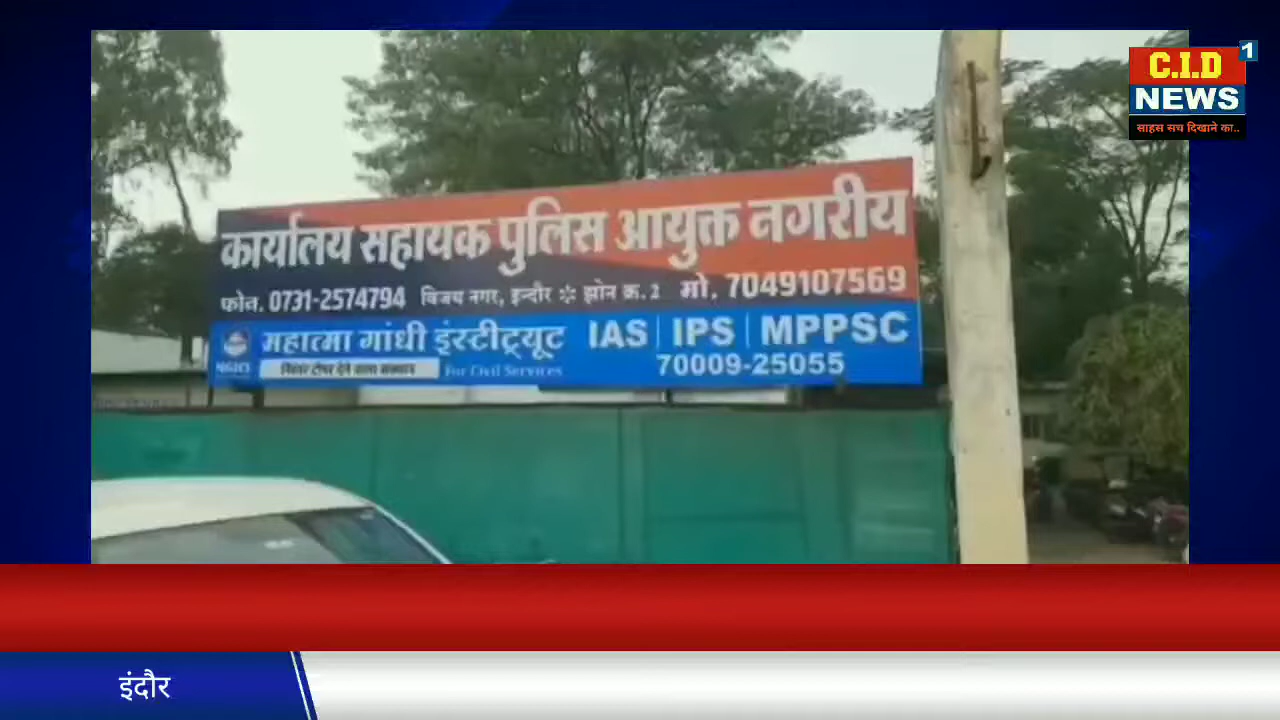 1
C.I.D
NEWS
साहस सच दिखाने का..
कार्यालय सहायक पुलिस आयुक्त नगरीय
फोन. 0731-2574794 विजय नगर, इन्दौर * झोन क्र. 2 मो. 7049107569
महात्मा गांधी इंस्टीट्रयूट IAS | IPS | MPPSC
For Civil Services 70009-25055
इंदौर